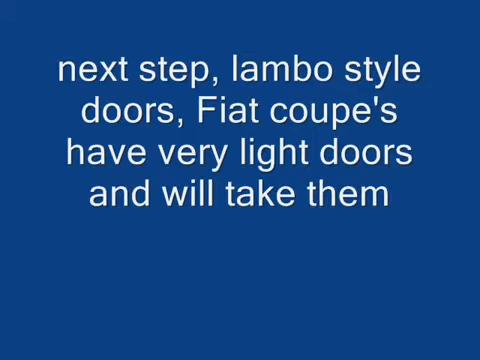 next step, lambo style
doors, Fiat coupe's
have very light doors
and will take them